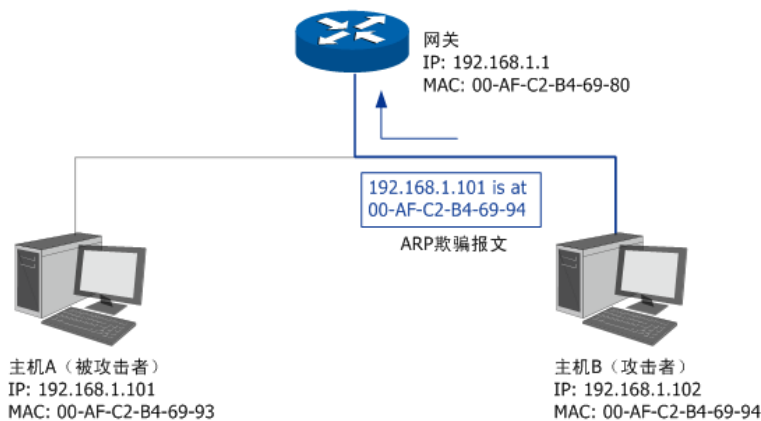 网关
IP: 192.168.1.1
MAC: 00-AF-C2-B4-69-80
192.168.1.101 is at
00-AF-C2-B4-69-94
ARP欺骗报文
主机A（被攻击者）
IP: 192.168.1.101
MAC: 00-AF-C2-B4-69-93
主机B（攻击者）
IP: 192.168.1.102
MAC: 00-AF-C2-B4-69-94